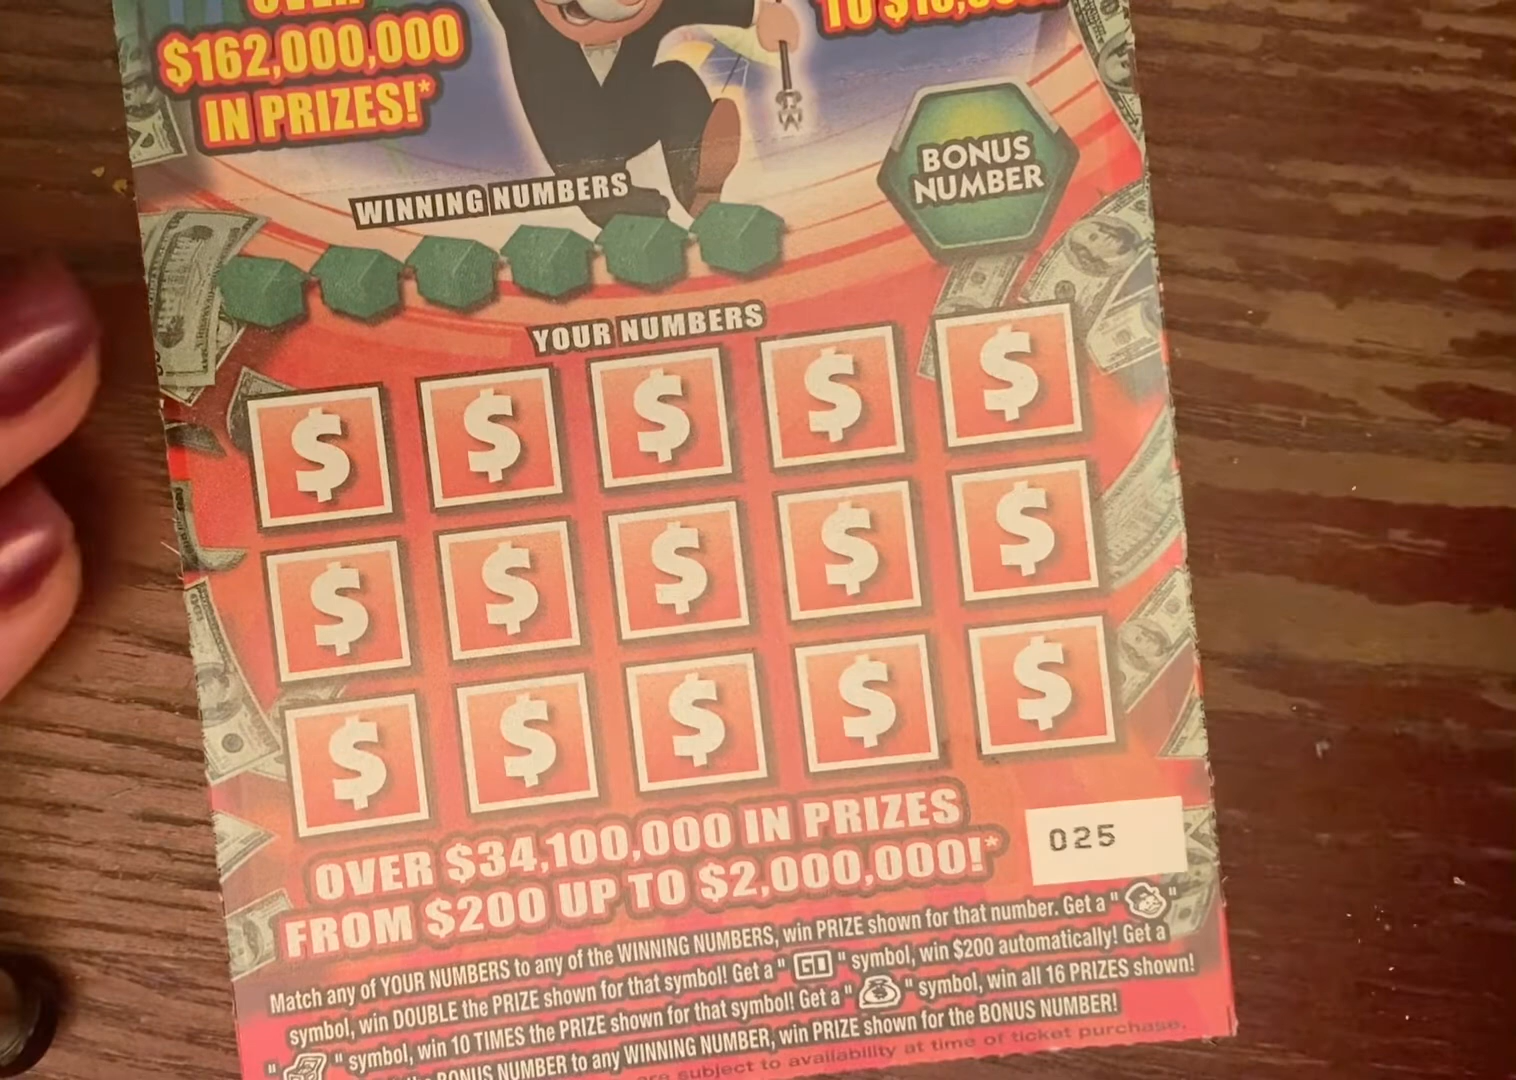 $162,000,000
IN PRIZES!*
BONUS
NUMBER
WINNING NUMBERS
YOUR NUMBERS
$ $ $ $ $
$ $ $ $ $
$ $ $ $ $
OVER $34,100,000 IN PRIZES
FROM $200 UP TO $2,000,000!*
025
Match any of YOUR NUMBERS to any of the WINNING NUMBERS, win PRIZE shown for that number. Get a " "
symbol, win DOUBLE the PRIZE shown for that symbol! Get a " GO " symbol, win $200 automatically! Get a
" " symbol, win 10 TIMES the PRIZE shown for that symbol! Get a " " symbol, win all 16 PRIZES shown!
BONUS NUMBER to any WINNING NUMBER, win PRIZE shown for the BONUS NUMBER!
are subject to availability at time of ticket purchase.